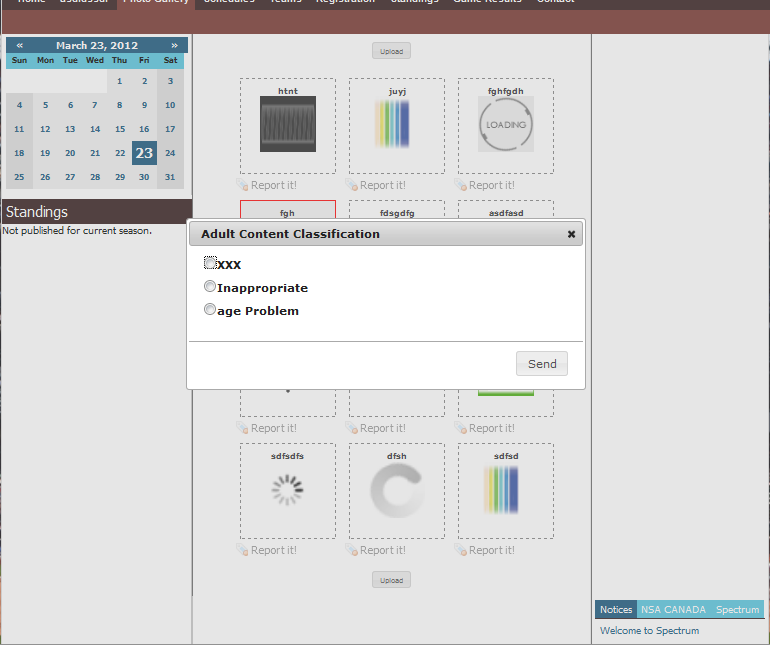 Home asalassar Photo Gallery Schedules Teams Registration Standings Game Results Contact
« March 23, 2012 »
Sun Mon Tue Wed Thu Fri Sat
1 2 3
4 5 6 7 8 9 10
11 12 13 14 15 16 17
18 19 20 21 22 23 24
25 26 27 28 29 30 31
Standings
Not published for current season.
Upload
htnt juyj fghfgdh
LOADING
Report it! Report it! Report it!
fgh fdsgdfg asdfasd
Adult Content Classification ×
xxx
Inappropriate
age Problem
Send
Report it! Report it! Report it!
sdfsdfs dfsh sdfsd
Report it! Report it! Report it!
Upload
Notices NSA CANADA Spectrum
Welcome to Spectrum